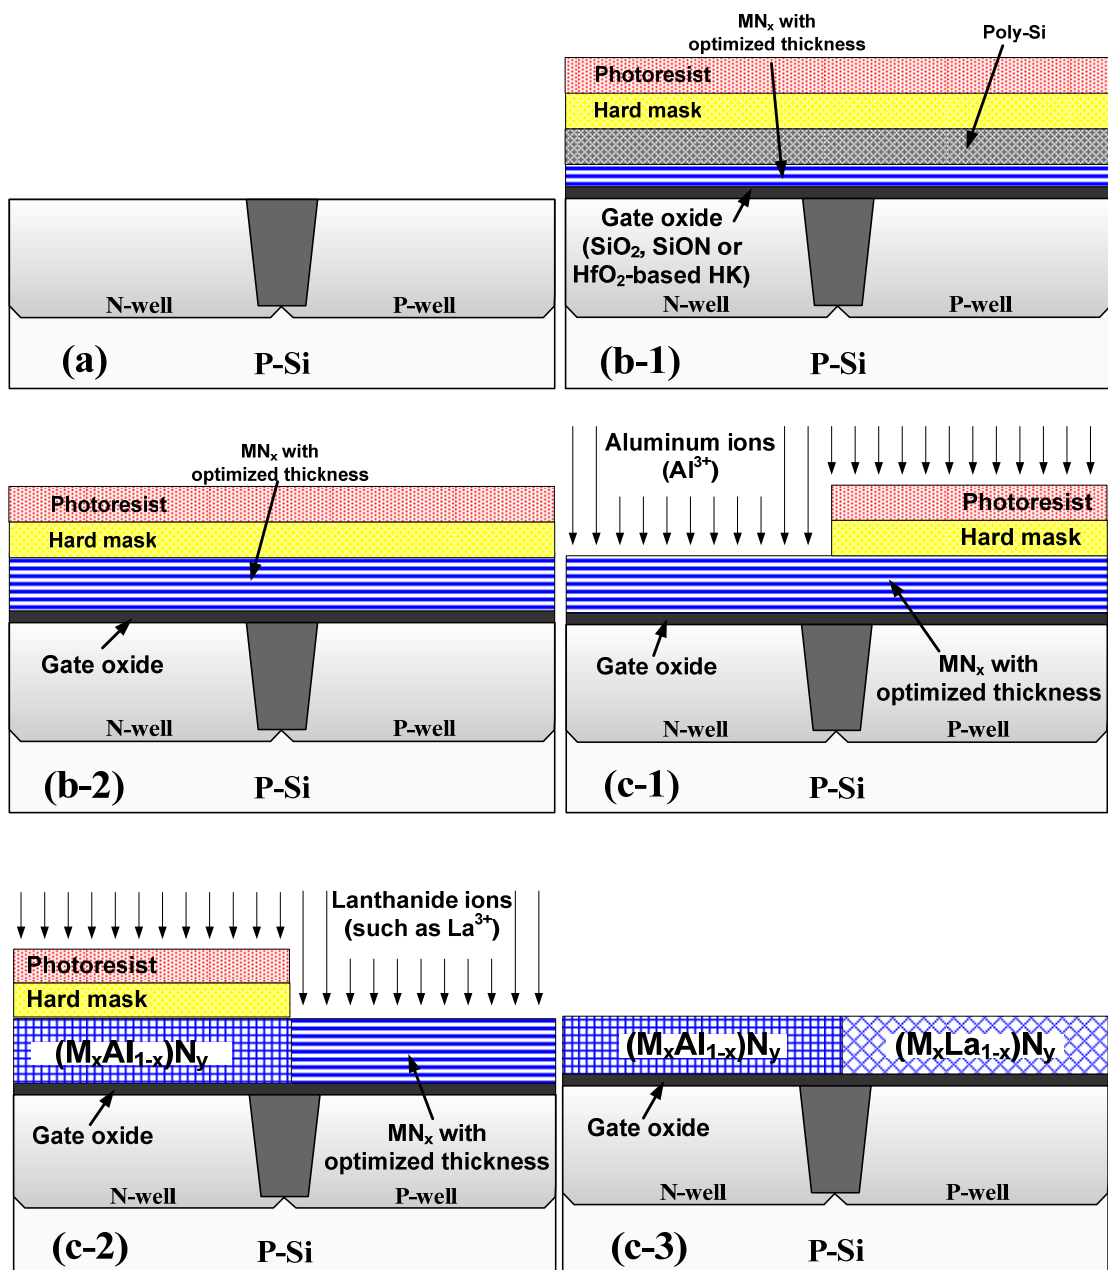 N-well
P-well
(a)
P-Si
MNₓ with
optimized thickness
Poly-Si
Photoresist
Hard mask
Gate oxide
(SiO₂, SiON or
HfO₂-based HK)
N-well
P-well
(b-1)
P-Si
MNₓ with
optimized thickness
Photoresist
Hard mask
Gate oxide
N-well
P-well
(b-2)
P-Si
Aluminum ions
(Al³⁺)
Photoresist
Hard mask
Gate oxide
MNₓ with
optimized thickness
N-well
P-well
(c-1)
P-Si
Lanthanide ions
(such as La³⁺)
Photoresist
Hard mask
(MₓAl₁₋ₓ)Nᵧ
Gate oxide
MNₓ with
optimized thickness
N-well
P-well
(c-2)
P-Si
(MₓAl₁₋ₓ)Nᵧ
(MₓLa₁₋ₓ)Nᵧ
Gate oxide
N-well
P-well
(c-3)
P-Si